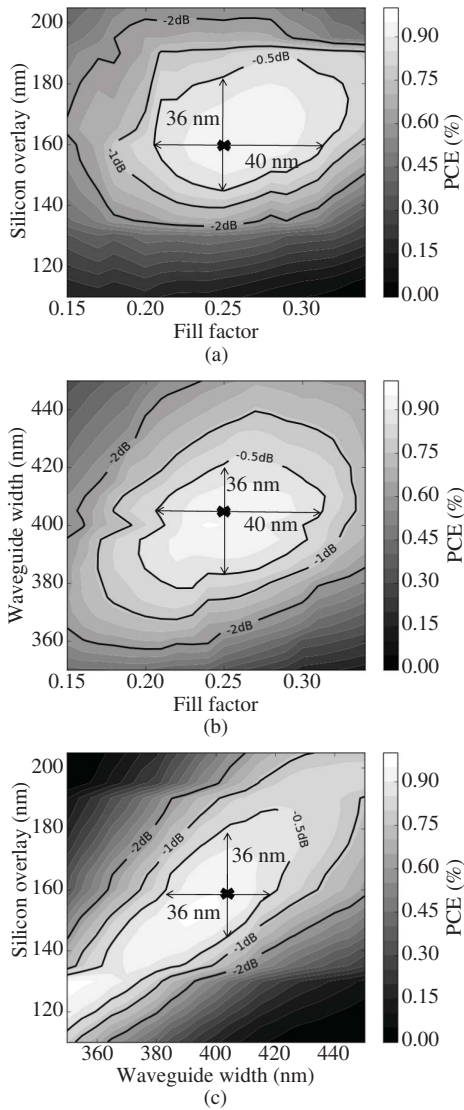 -2dB
200
-0.5dB
0.90
180
36 nm
0.75
160
0.60
-1dB
40 nm
0.45
140
-2dB
0.30
120
0.15
0.00
Silicon overlay (nm)
PCE (%)
0.15 0.20 0.25 0.30
Fill factor
(a)
440
-2dB
0.90
-0.5dB
420
36 nm
0.75
400
40 nm
0.60
0.45
380
-1dB
0.30
360
-2dB
0.15
0.00
Waveguide width (nm)
PCE (%)
0.15 0.20 0.25 0.30
Fill factor
(b)
200
0.90
-2dB
-1dB
-0.5dB
180
0.75
36 nm
160
0.60
36 nm
0.45
140
-1dB
-2dB
0.30
120
0.15
0.00
Silicon overlay (nm)
PCE (%)
360 380 400 420 440
Waveguide width (nm)
(c)